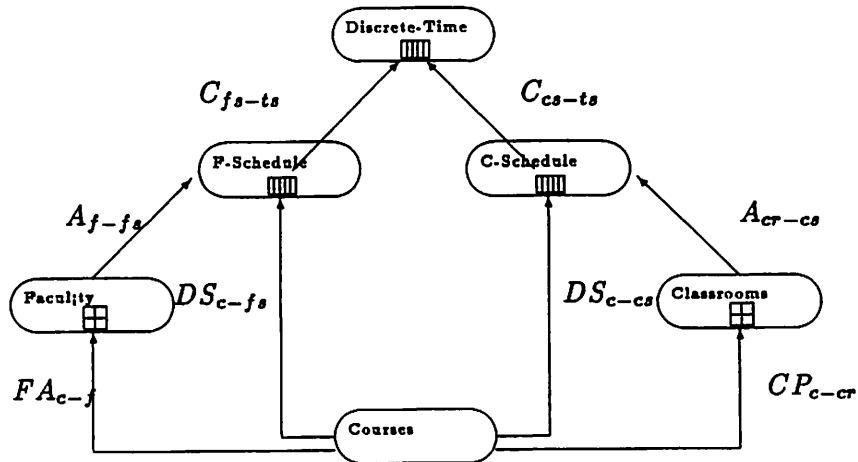 Discrete-Time
C_{fs-ts}
C_{cs-ts}
F-Schedule
C-Schedule
A_{f-fs}
A_{cr-cs}
Faculity
DS_{c-fs}
DS_{c-cs}
Classrooms
FA_{c-f}
CP_{c-cr}
Courses